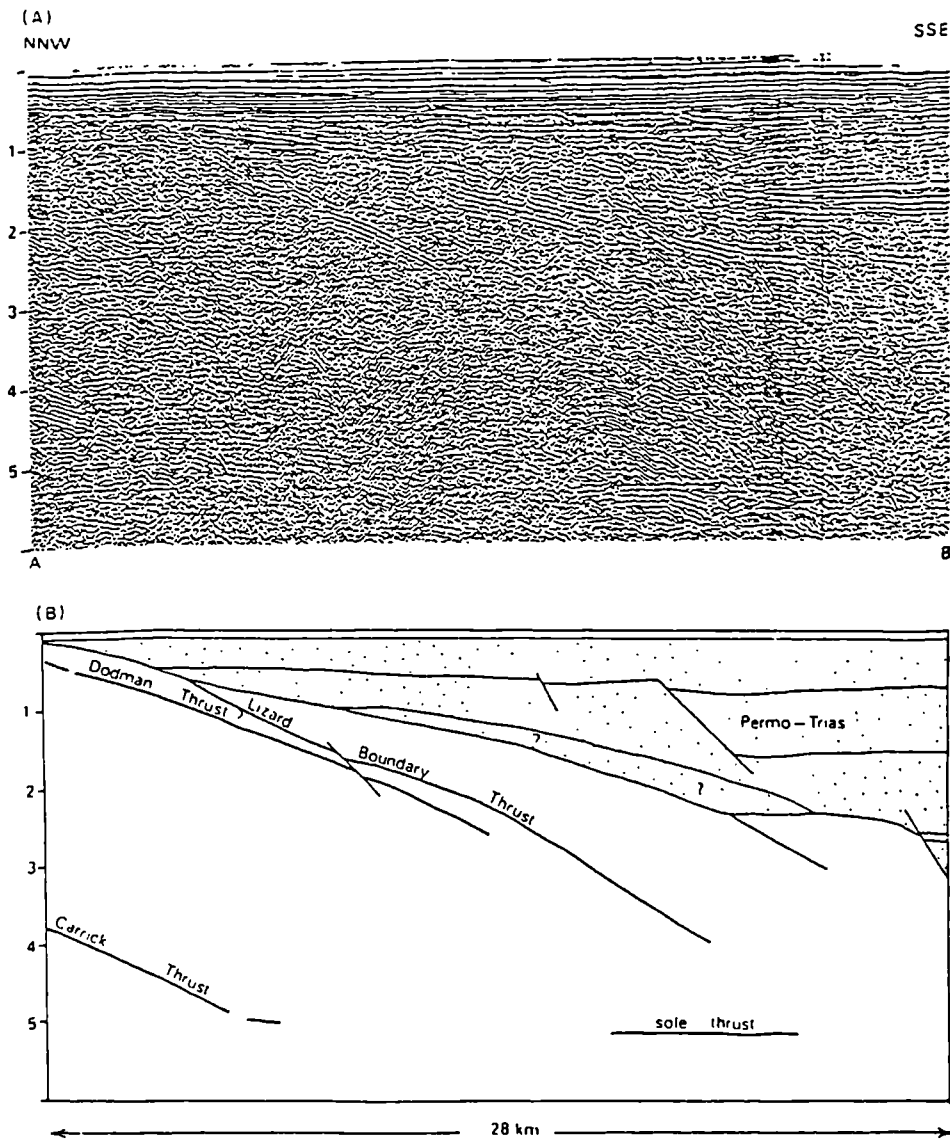 (A)
NNW
SSE
1
2
3
4
5
A
B
(B)
Dodman
Thrust ?
Lizard
Boundary
Thrust
?
?
Permo-Trias
1
2
3
4
5
Carrick
Thrust
sole thrust
28 km